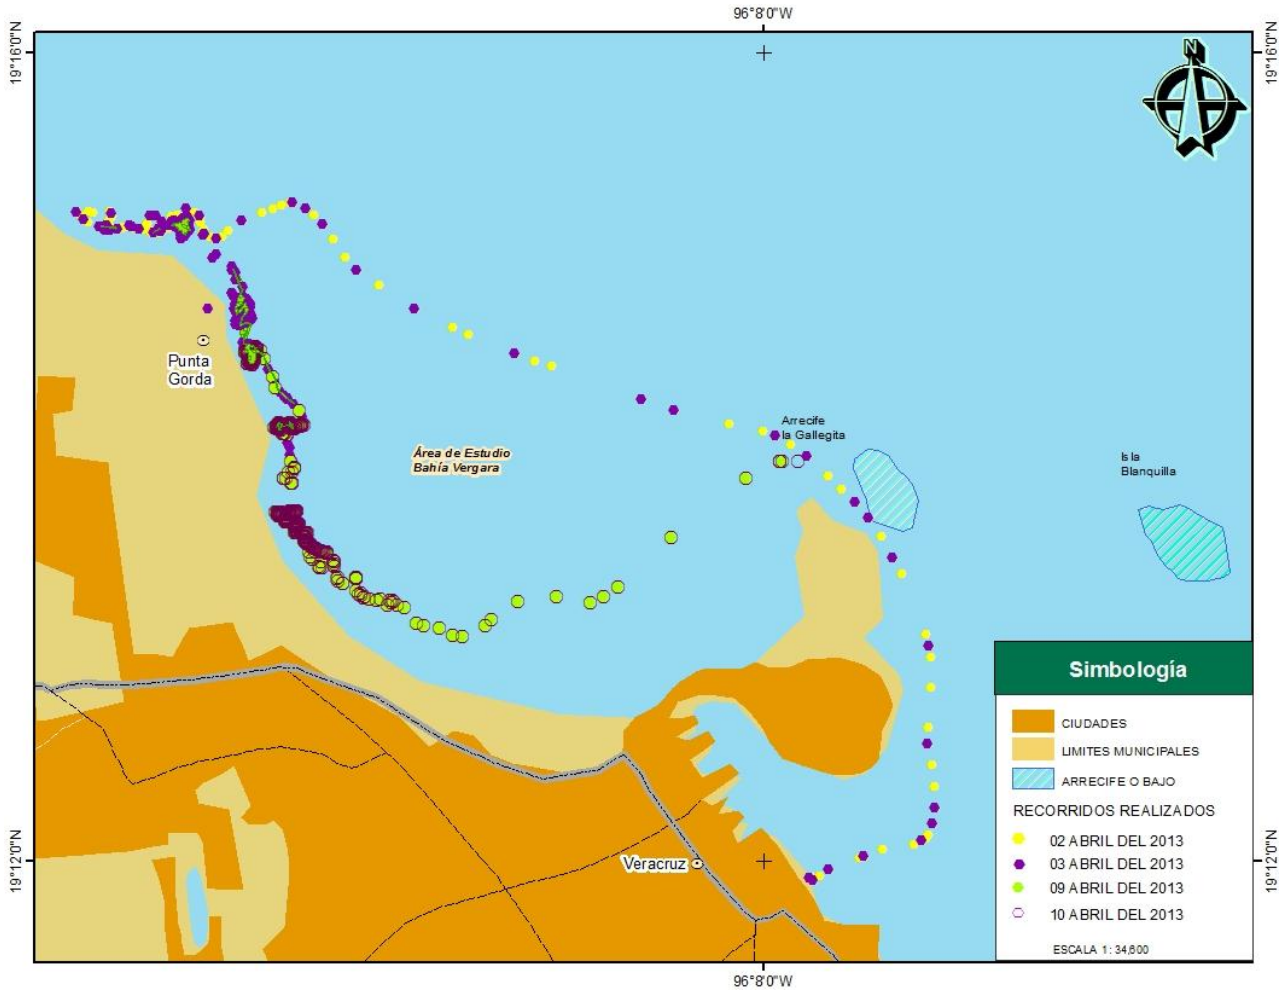 96°8'0"W
19°16'0"N
19°16'0"N
N
Punta
Gorda
Arrecife
la Gallegita
Isla
Blanquilla
Área de Estudio
Bahía Vergara
Simbología
CIUDADES
LIMITES MUNICIPALES
ARRECIFE O BAJO
RECORRIDOS REALIZADOS
02 ABRIL DEL 2013
03 ABRIL DEL 2013
09 ABRIL DEL 2013
10 ABRIL DEL 2013
ESCALA 1: 34,600
Veracruz
19°12'0"N
19°12'0"N
96°8'0"W